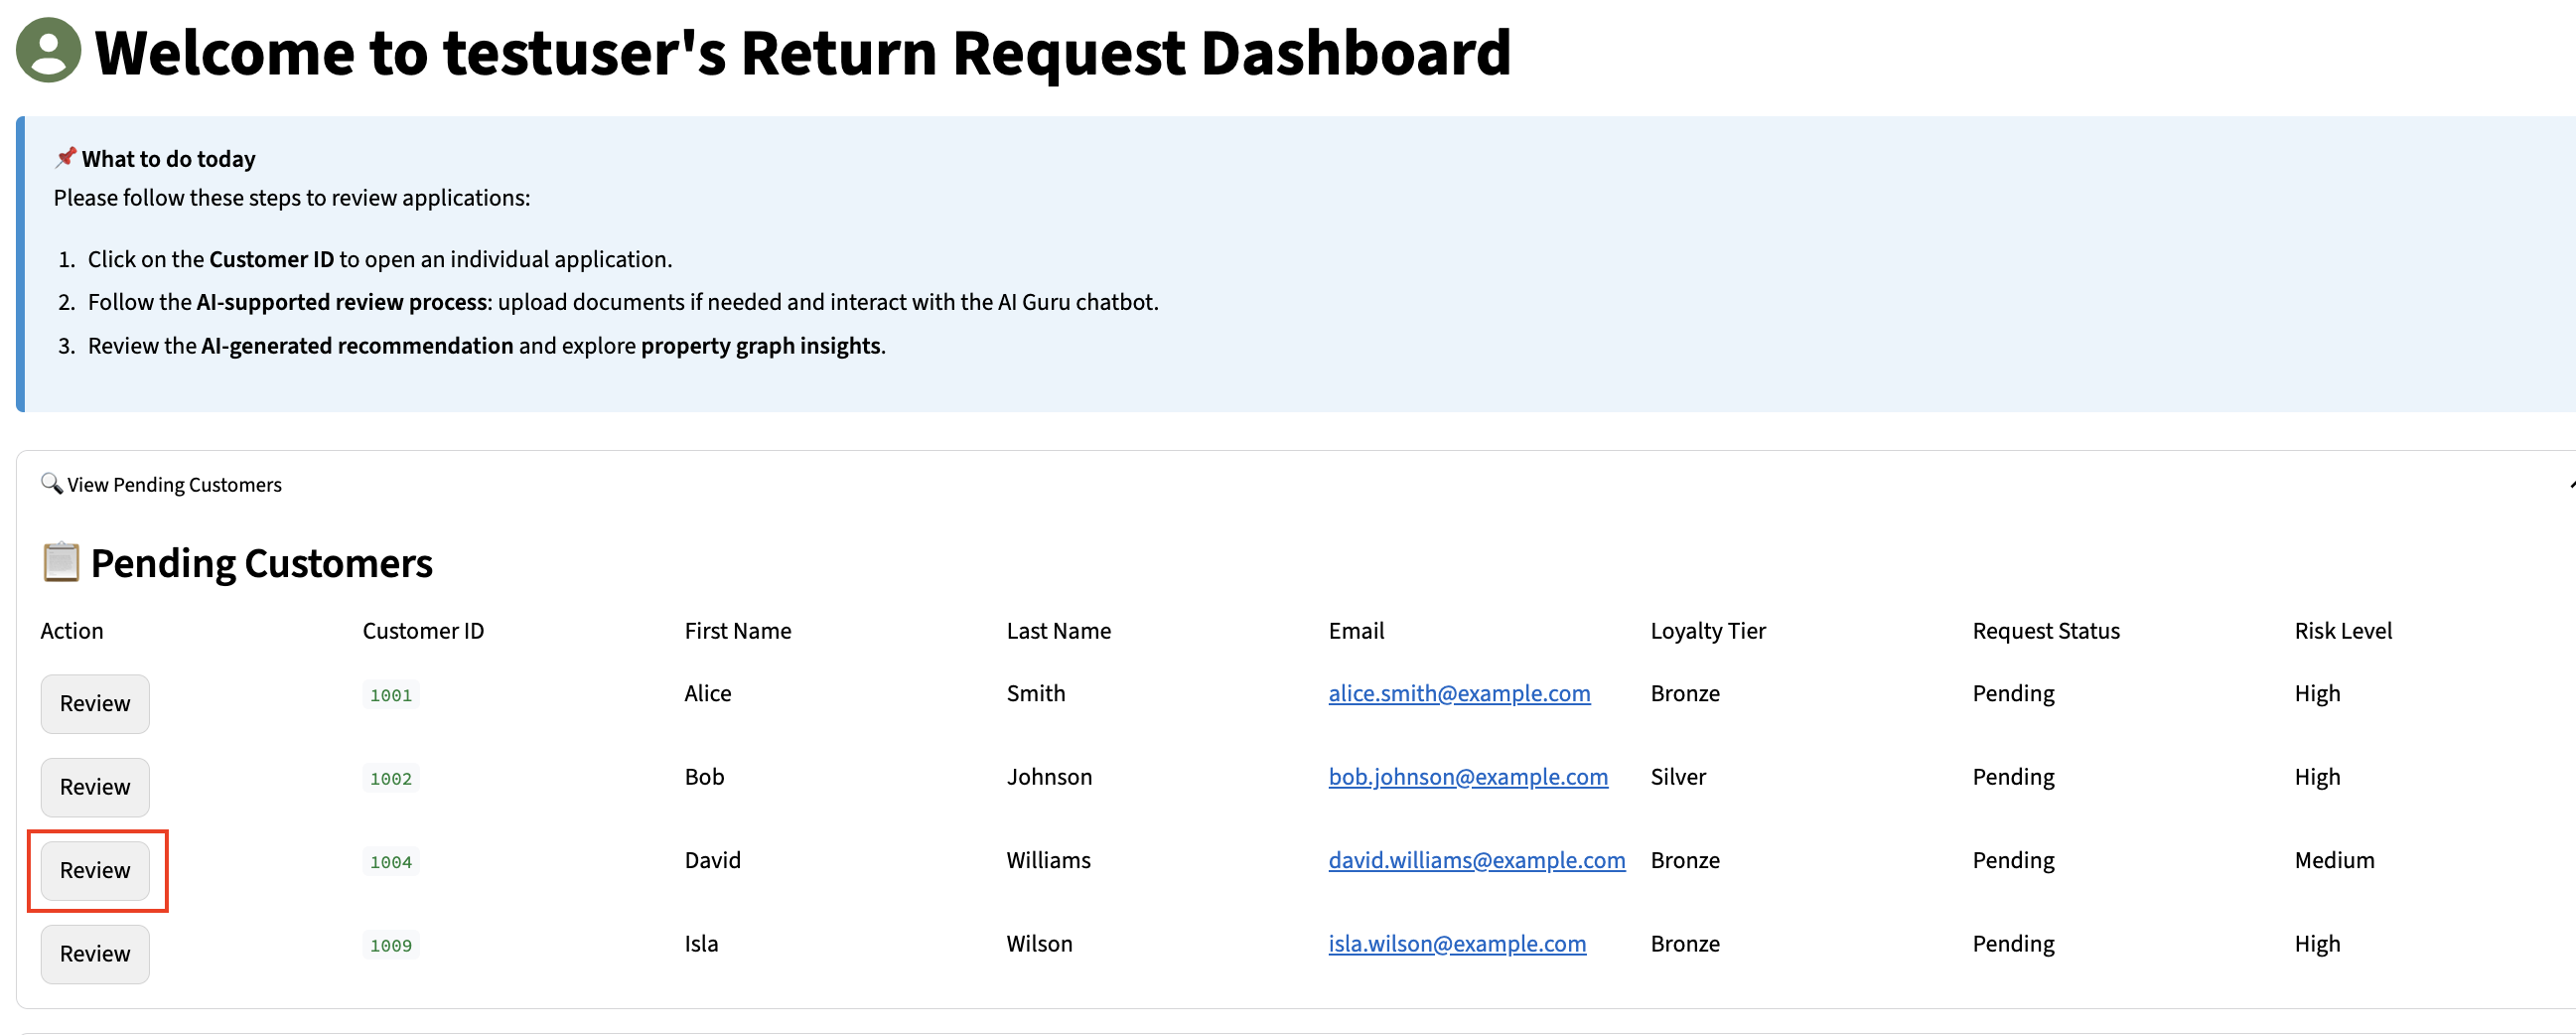 Welcome to testuser's Return Request Dashboard
What to do today
Please follow these steps to review applications:
1. Click on the Customer ID to open an individual application.
2. Follow the AI-supported review process: upload documents if needed and interact with the AI Guru chatbot.
3. Review the AI-generated recommendation and explore property graph insights.
View Pending Customers
Pending Customers
Action Customer ID First Name Last Name Email Loyalty Tier Request Status Risk Level
Review 1001 Alice Smith alice.smith@example.com Bronze Pending High
Review 1002 Bob Johnson bob.johnson@example.com Silver Pending High
Review 1004 David Williams david.williams@example.com Bronze Pending Medium
Review 1009 Isla Wilson isla.wilson@example.com Bronze Pending High